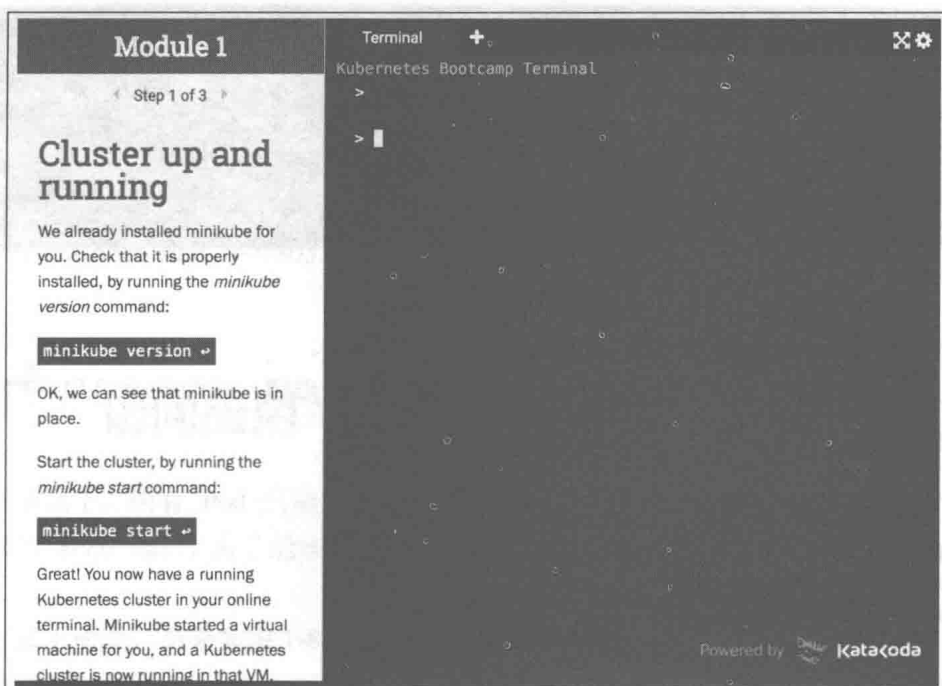 Module 1
Step 1 of 3
Cluster up and
running
We already installed minikube for
you. Check that it is properly
installed, by running the minikube
version command:
minikube version ↩
OK, we can see that minikube is in
place.
Start the cluster, by running the
minikube start command:
minikube start ↩
Great! You now have a running
Kubernetes cluster in your online
terminal. Minikube started a virtual
machine for you, and a Kubernetes
cluster is now running in that VM.
Terminal +
Kubernetes Bootcamp Terminal
>
>
Powered by Katacoda